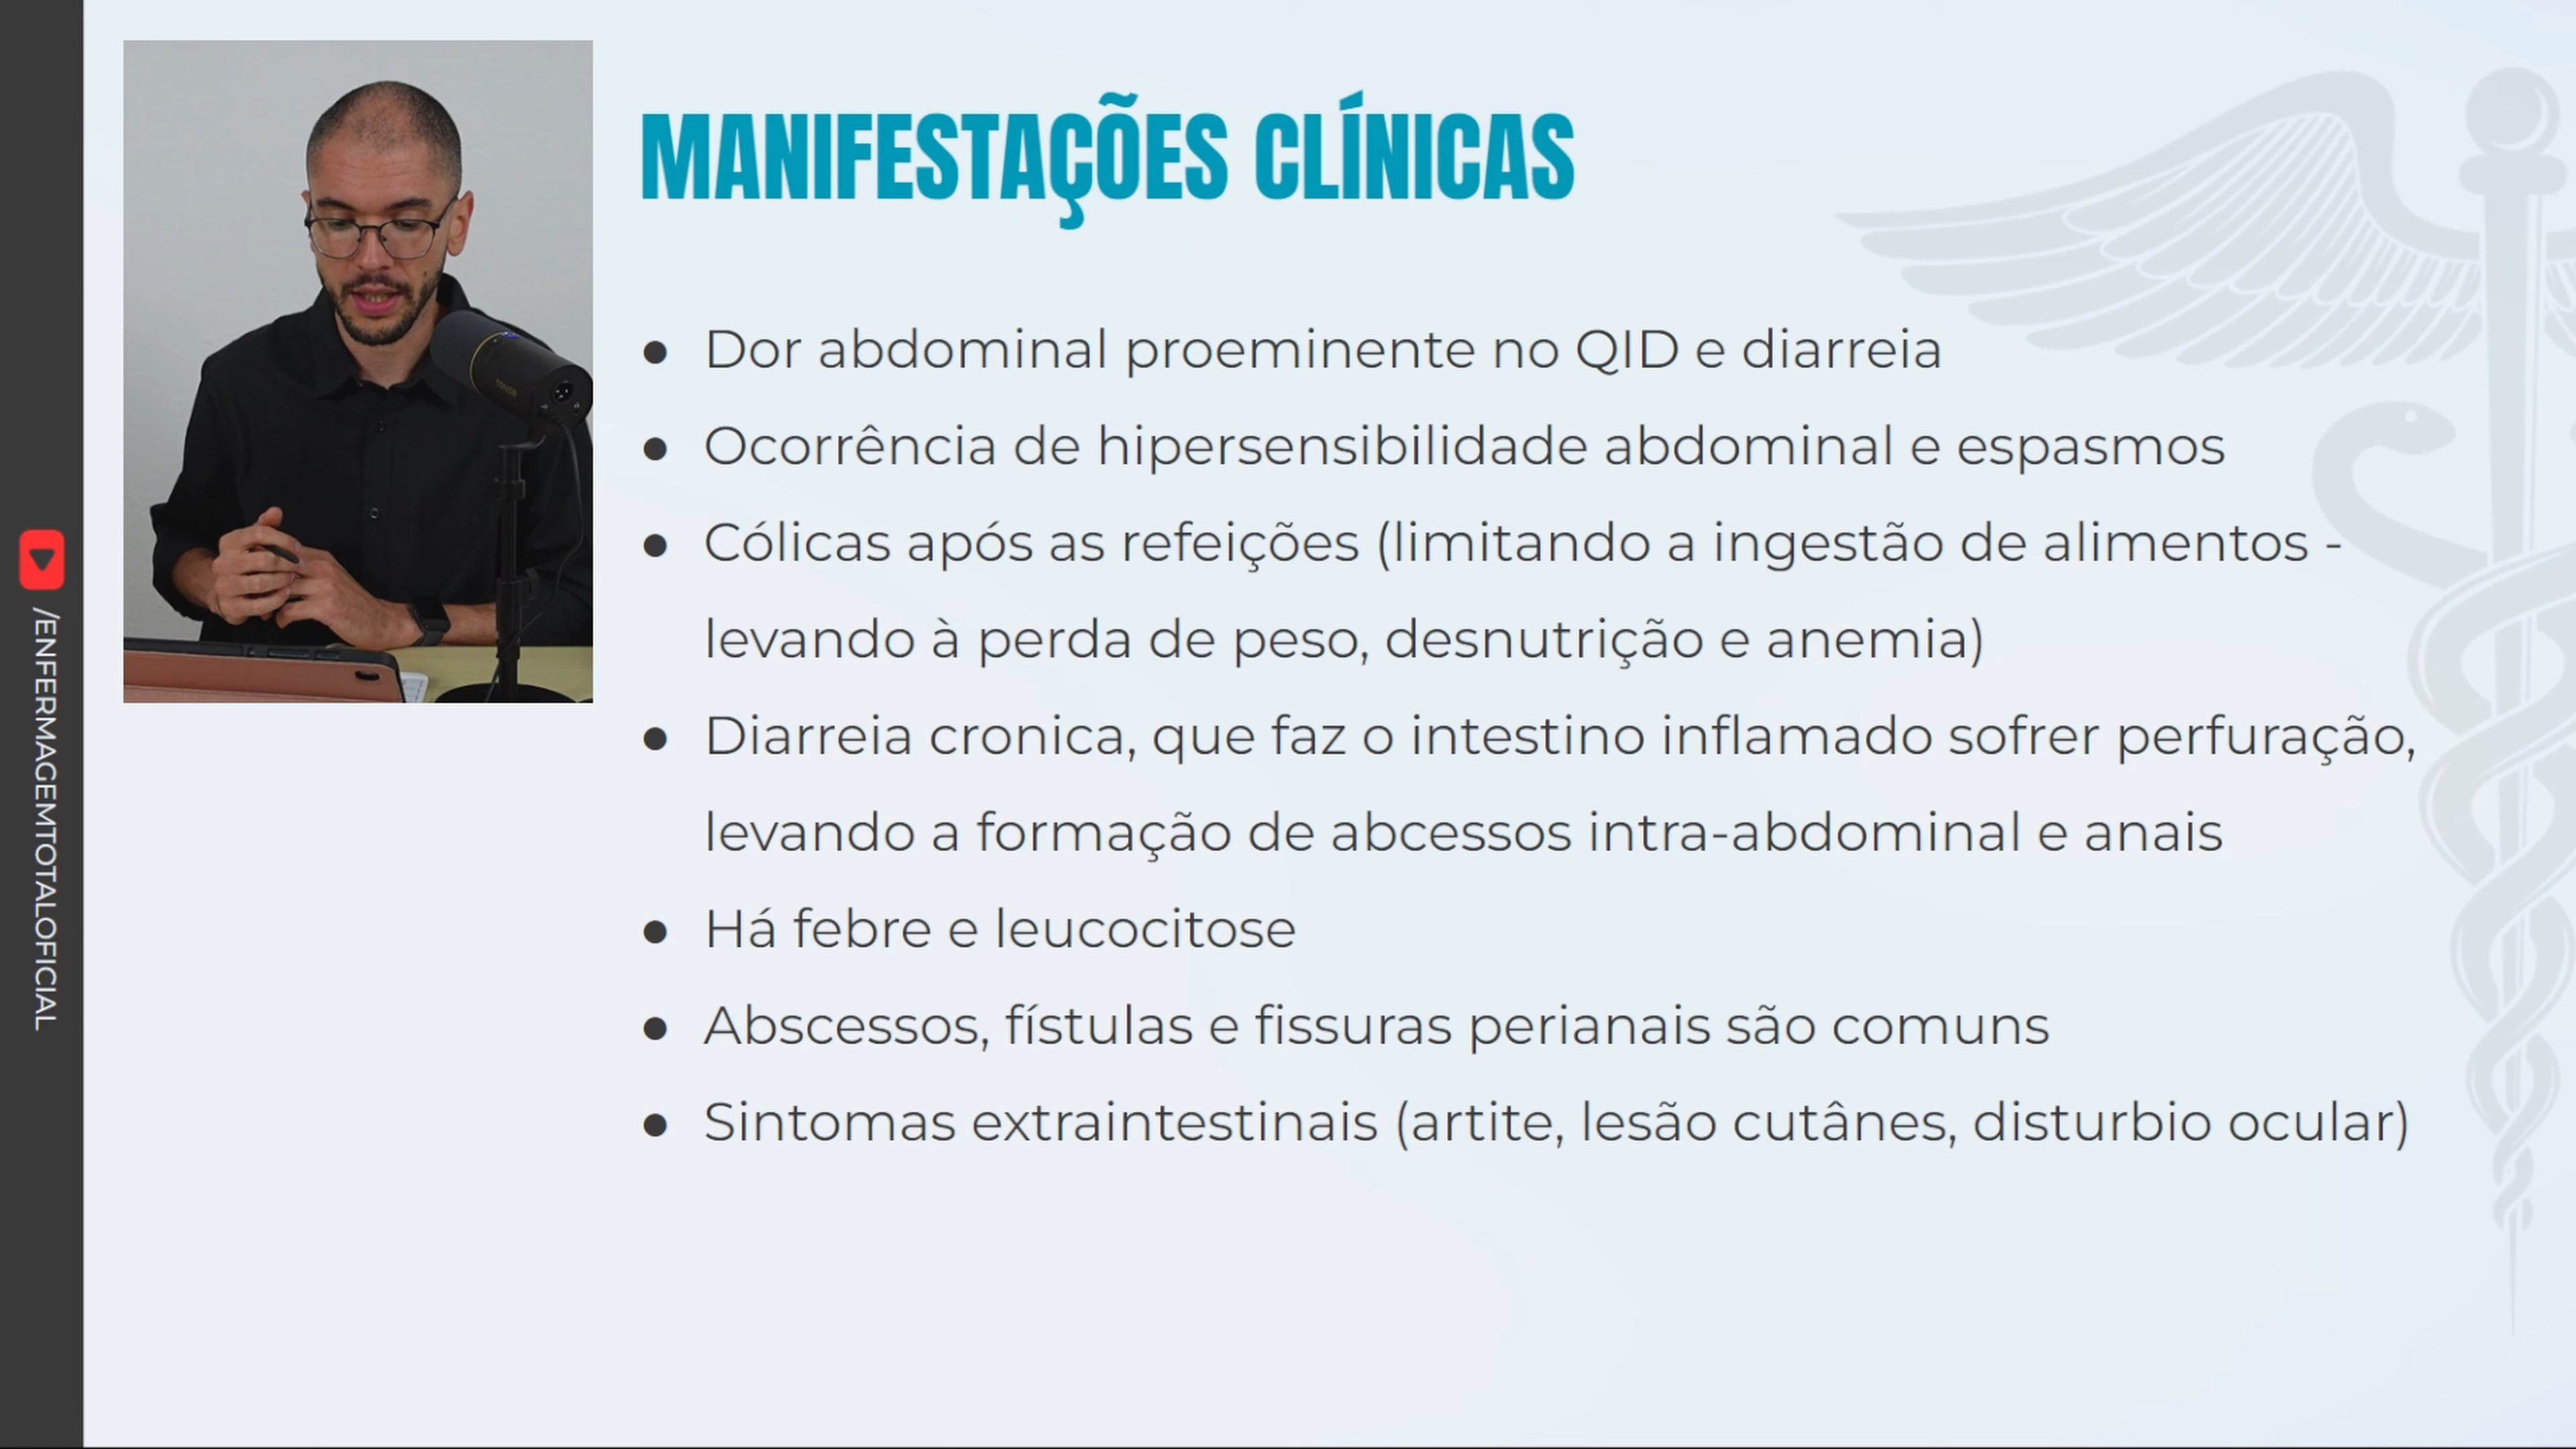 MANIFESTAÇÕES CLÍNICAS
● Dor abdominal proeminente no QID e diarreia
● Ocorrência de hipersensibilidade abdominal e espasmos
● Cólicas após as refeições (limitando a ingestão de alimentos -
levando à perda de peso, desnutrição e anemia)
● Diarreia cronica, que faz o intestino inflamado sofrer perfuração,
levando a formação de abcessos intra-abdominal e anais
● Há febre e leucocitose
● Abscessos, fístulas e fissuras perianais são comuns
● Sintomas extraintestinais (artite, lesão cutânes, disturbio ocular)
/ENFERMAGEMTOTALOFICIAL